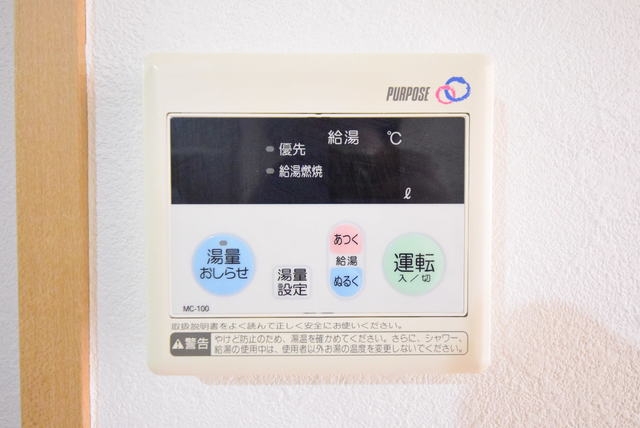 PURPOSE
給湯 ℃
優先
給湯燃焼
ℓ
湯量
おしらせ
湯量
設定
あつく
給湯
ぬるく
運転
入/切
MC-100
取扱説明書をよく読んで正しく安全にお使いください。
警告
やけど防止のため、湯温を確かめてください。さらに、シャワー、
給湯の使用中は、使用者以外お湯の温度を変更しないでください。